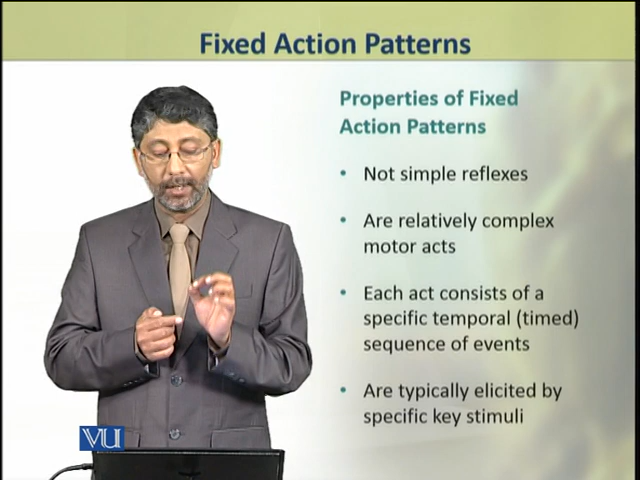 Fixed Action Patterns
Properties of Fixed
Action Patterns
• Not simple reflexes
• Are relatively complex
motor acts
• Each act consists of a
specific temporal (timed)
sequence of events
• Are typically elicited by
specific key stimuli
VU